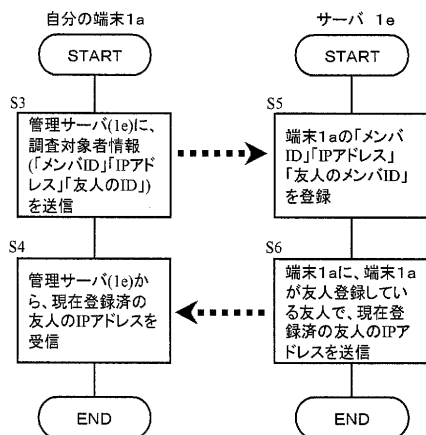 自分の端末1a
サーバ 1e
START
START
S3
管理サーバ(1e)に、
調査対象者情報
(「メンバID」「IPアド
レス」「友人のID」)
を送信
S5
端末1aの「メンバ
ID」「IPアドレス」
「友人のメンバID」
を登録
S4
管理サーバ(1e)か
ら、現在登録済の
友人のIPアドレスを
受信
S6
端末1aに、端末1a
が友人登録してい
る友人で、現在登
録済の友人のIPア
ドレスを送信
END
END